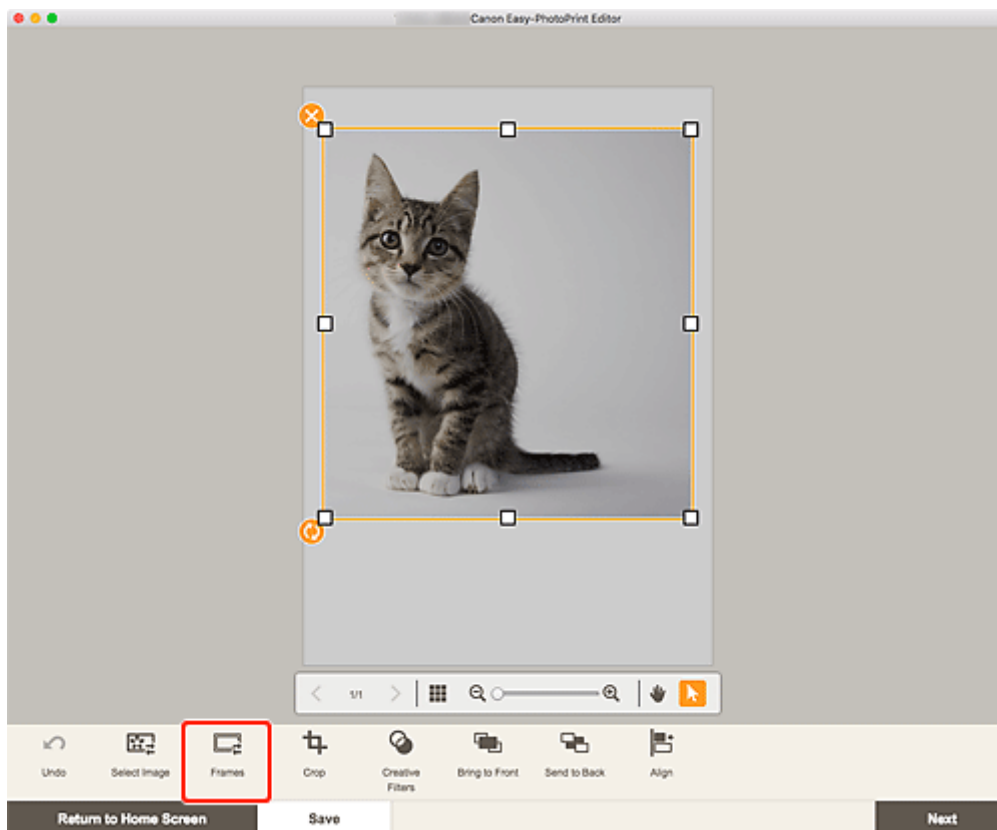 Canon Easy-PhotoPrint Editor
1/1
Undo
Select Image
Frames
Crop
Creative
Filters
Bring to Front
Send to Back
Align
Return to Home Screen
Save
Next